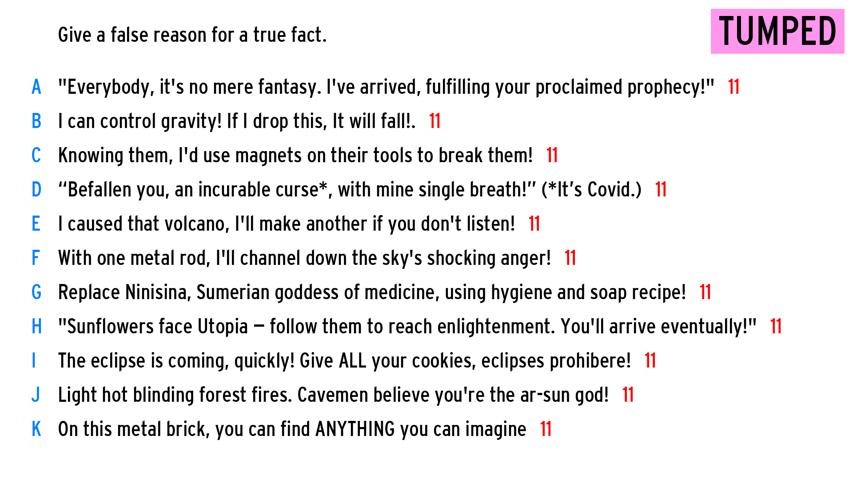 Give a false reason for a true fact.
TUMPED
A "Everybody, it's no mere fantasy. I've arrived, fulfilling your proclaimed prophecy!" 11
B I can control gravity! If I drop this, It will fall!. 11
C Knowing them, I'd use magnets on their tools to break them! 11
D “Befallen you, an incurable curse*, with mine single breath!” (*It’s Covid.) 11
E I caused that volcano, I'll make another if you don't listen! 11
F With one metal rod, I'll channel down the sky's shocking anger! 11
G Replace Ninisina, Sumerian goddess of medicine, using hygiene and soap recipe! 11
H "Sunflowers face Utopia – follow them to reach enlightenment. You'll arrive eventually!" 11
I The eclipse is coming, quickly! Give ALL your cookies, eclipses prohibere! 11
J Light hot blinding forest fires. Cavemen believe you're the ar-sun god! 11
K On this metal brick, you can find ANYTHING you can imagine 11